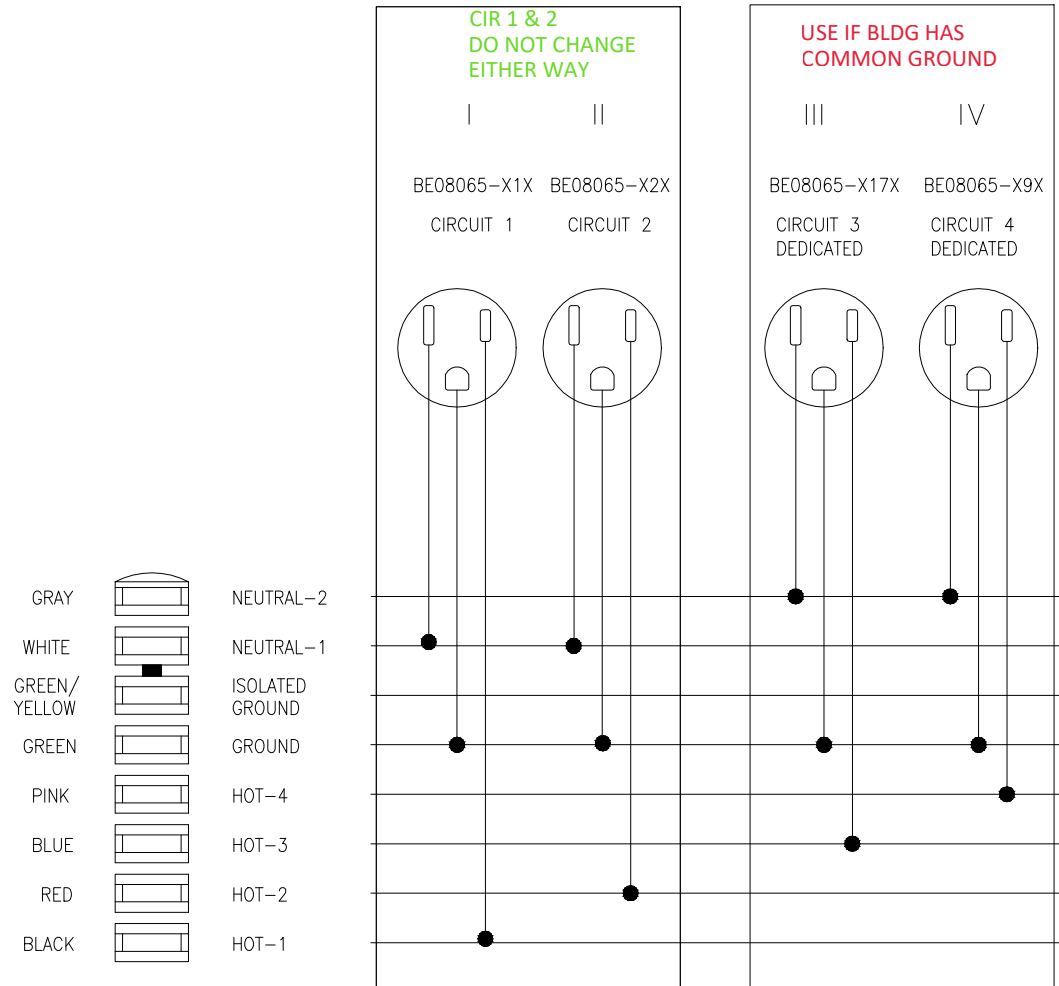 CIR 1 & 2
DO NOT CHANGE
EITHER WAY
USE IF BLDG HAS
COMMON GROUND
I
II
III
IV
BE08065-X1X
BE08065-X2X
BE08065-X17X
BE08065-X9X
CIRCUIT 1
CIRCUIT 2
CIRCUIT 3
DEDICATED
CIRCUIT 4
DEDICATED
GRAY
NEUTRAL-2
WHITE
NEUTRAL-1
GREEN/
YELLOW
ISOLATED
GROUND
GREEN
GROUND
PINK
HOT-4
BLUE
HOT-3
RED
HOT-2
BLACK
HOT-1